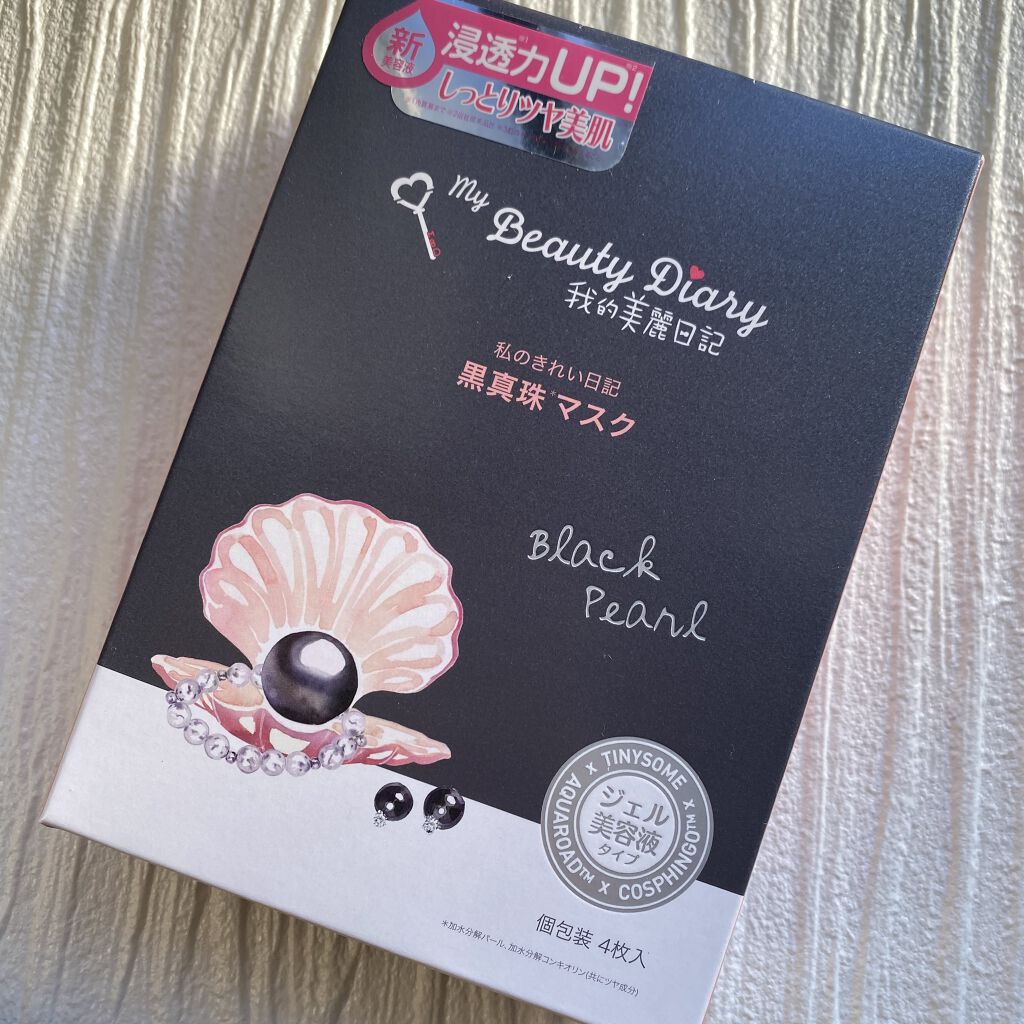 新
美容液
浸透力UP!
しっとりツヤ美肌
My
Beauty Diary
我的美麗日記
私のきれい日記
黒真珠*マスク
Black
Pearl
TINYSOME x COSPHINGO™ x AQUAROAD™ x
ジェル
美容液
タイプ
個包装 4枚入
*加水分解パール、加水分解コンキオリン(共にツヤ成分)